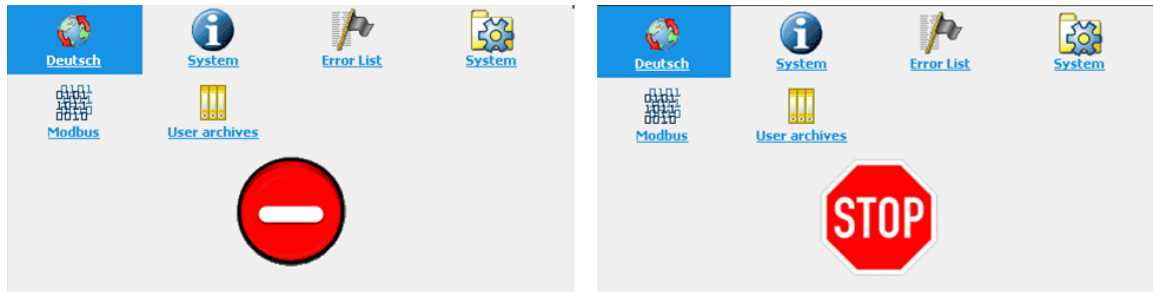 Deutsch System Error List System
Modbus User archives
Deutsch System Error List System
Modbus User archives
STOP